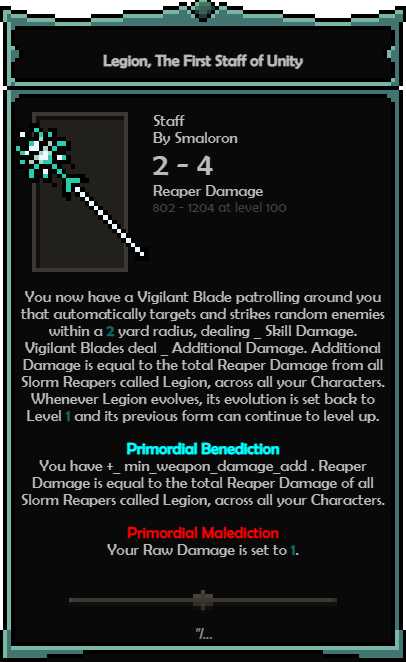 Legion, The First Staff of Unity
Staff
By Smaloron
2 - 4
Reaper Damage
802 - 1204 at level 100
You now have a Vigilant Blade patrolling around you
that automatically targets and strikes random enemies
within a 2 yard radius, dealing _ Skill Damage.
Vigilant Blades deal _ Additional Damage. Additional
Damage is equal to the total Reaper Damage from all
Slorm Reapers called Legion, across all your Characters.
Whenever Legion evolves, its evolution is set back to
Level 1 and its previous form can continue to level up.
Primordial Benediction
You have +_ min_weapon_damage_add . Reaper
Damage is equal to the total Reaper Damage of all
Slorm Reapers called Legion, across all your Characters.
Primordial Malediction
Your Raw Damage is set to 1.
"/...